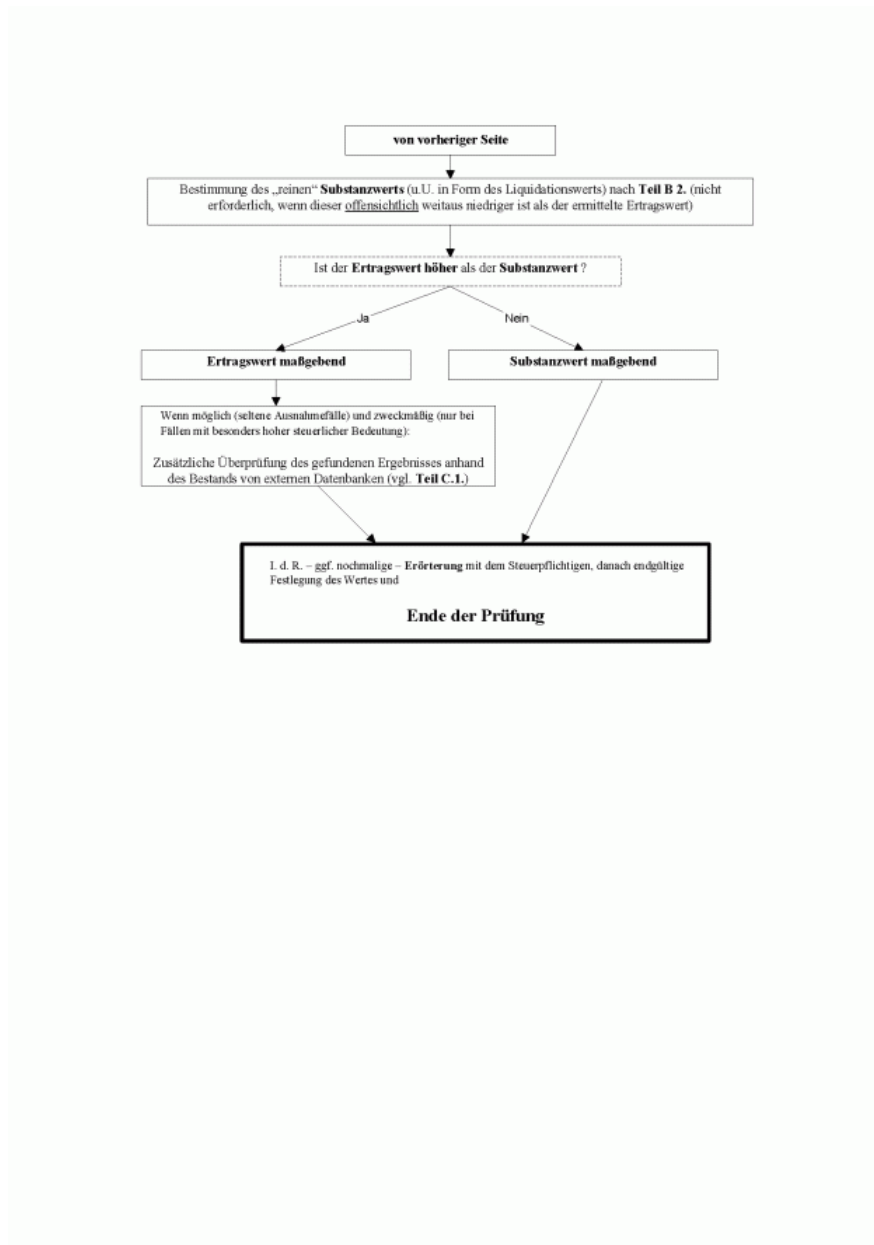 von vorheriger Seite
Bestimmung des „reinen“ Substanzwerts (u.U. in Form des Liquidationswerts) nach Teil B 2. (nicht
erforderlich, wenn dieser offensichtlich weitaus niedriger ist als der ermittelte Ertragswert)
Ist der Ertragswert höher als der Substanzwert ?
Ja
Nein
Ertragswert maßgebend
Substanzwert maßgebend
Wenn möglich (seltene Ausnahmefälle) und zweckmäßig (nur bei
Fällen mit besonders hoher steuerlicher Bedeutung):
Zusätzliche Überprüfung des gefundenen Ergebnisses anhand
des Bestands von externen Datenbanken (vgl. Teil C.1.)
I. d. R. – ggf. nochmalige – Erörterung mit dem Steuerpflichtigen, danach endgültige
Festlegung des Wertes und
Ende der Prüfung